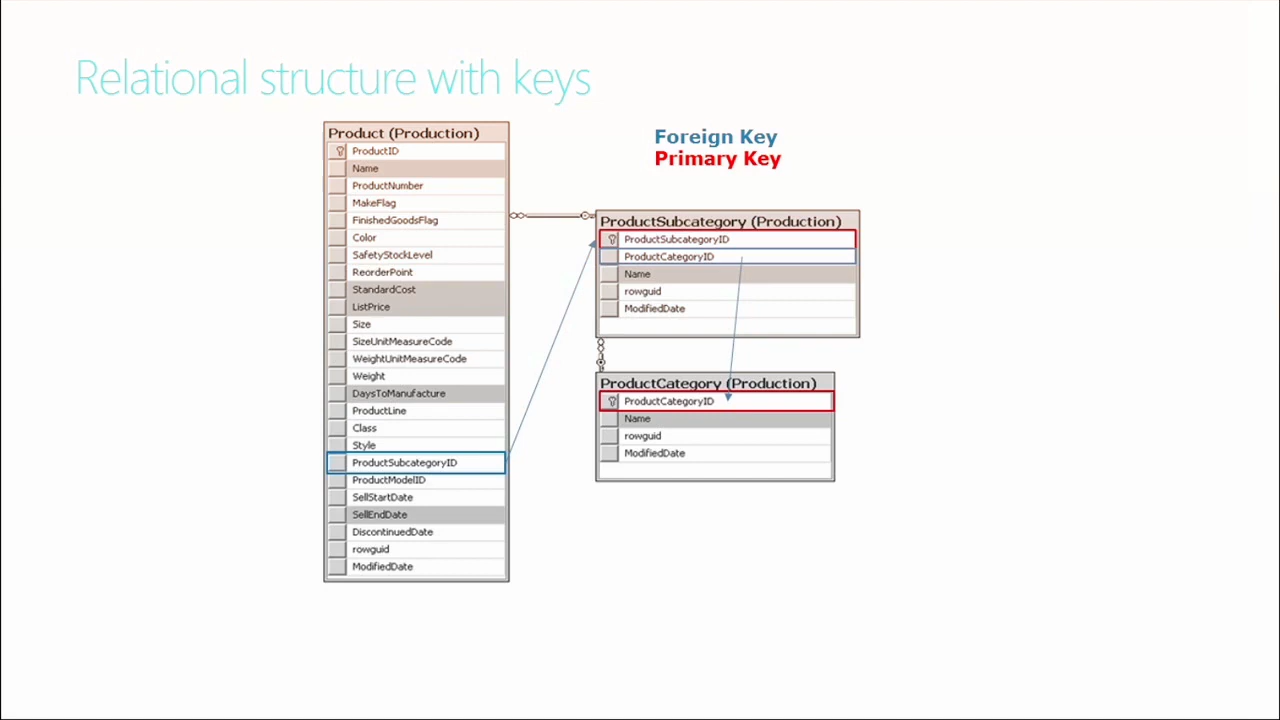 Relational structure with keys
Product (Production)
ProductID
Name
ProductNumber
MakeFlag
FinishedGoodsFlag
Color
SafetyStockLevel
ReorderPoint
StandardCost
ListPrice
Size
SizeUnitMeasureCode
WeightUnitMeasureCode
Weight
DaysToManufacture
ProductLine
Class
Style
ProductSubcategoryID
ProductModelID
SellStartDate
SellEndDate
DiscontinuedDate
rowguid
ModifiedDate
Foreign Key
Primary Key
ProductSubcategory (Production)
ProductSubcategoryID
ProductCategoryID
Name
rowguid
ModifiedDate
ProductCategory (Production)
ProductCategoryID
Name
rowguid
ModifiedDate